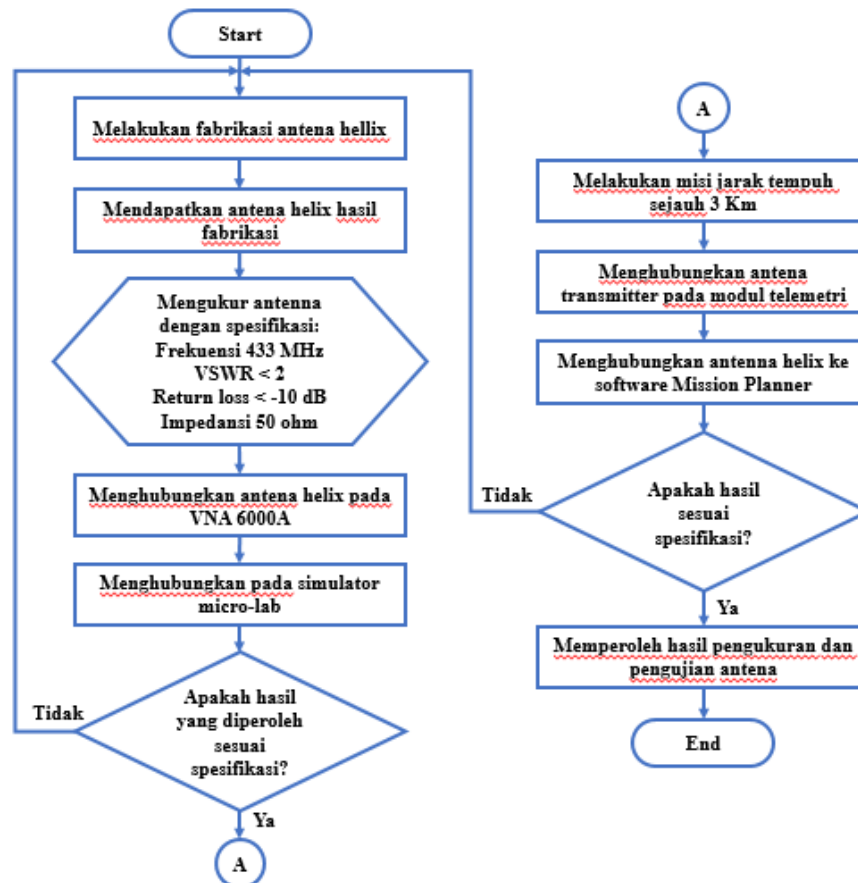 Start
Melakukan fabrikasi antena hellix
Mendapatkan antena helix hasil
fabrikasi
Mengukur antenna
dengan spesifikasi:
Frekuensi 433 MHz
VSWR < 2
Return loss < -10 dB
Impedansi 50 ohm
Menghubungkan antena helix pada
VNA 6000A
Menghubungkan pada simulator
micro-lab
Tidak
Apakah hasil
yang diperoleh
sesuai
spesifikasi?
Ya
A
A
Melakukan misi jarak tempuh
sejauh 3 Km
Menghubungkan antena
transmitter pada modul telemetri
Menghubungkan antenna helix ke
software Mission Planner
Tidak
Apakah hasil
sesuai
spesifikasi?
Ya
Memperoleh hasil pengukuran dan
pengujian antena
End